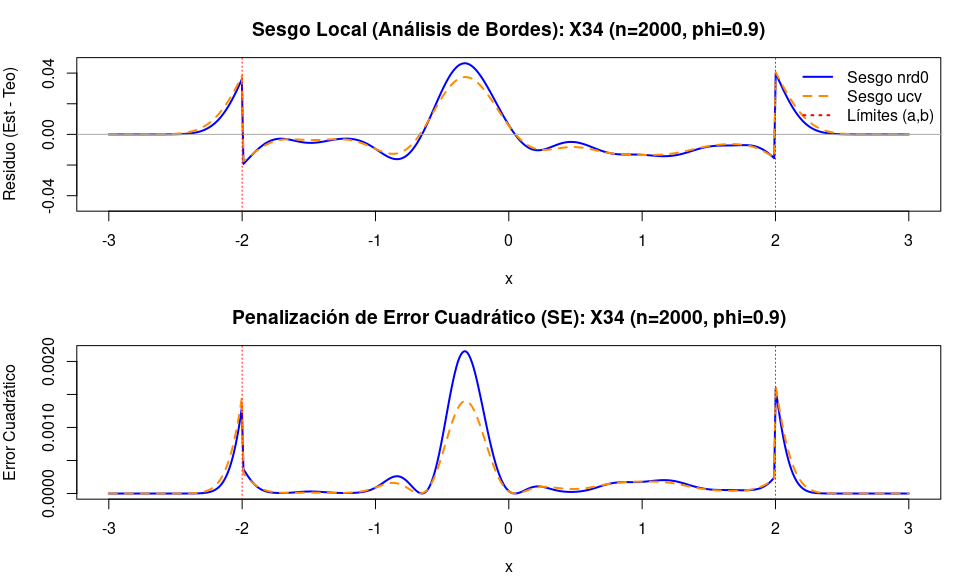 Sesgo Local (Análisis de Bordes): X34 (n=2000, phi=0.9)
Residuo (Est - Teo)
0.04
0.00
-0.04
Sesgo nrd0
Sesgo ucv
Límites (a,b)
-3 -2 -1 0 1 2 3
x
Penalización de Error Cuadrático (SE): X34 (n=2000, phi=0.9)
Error Cuadrático
0.0020
0.0010
0.0000
-3 -2 -1 0 1 2 3
x